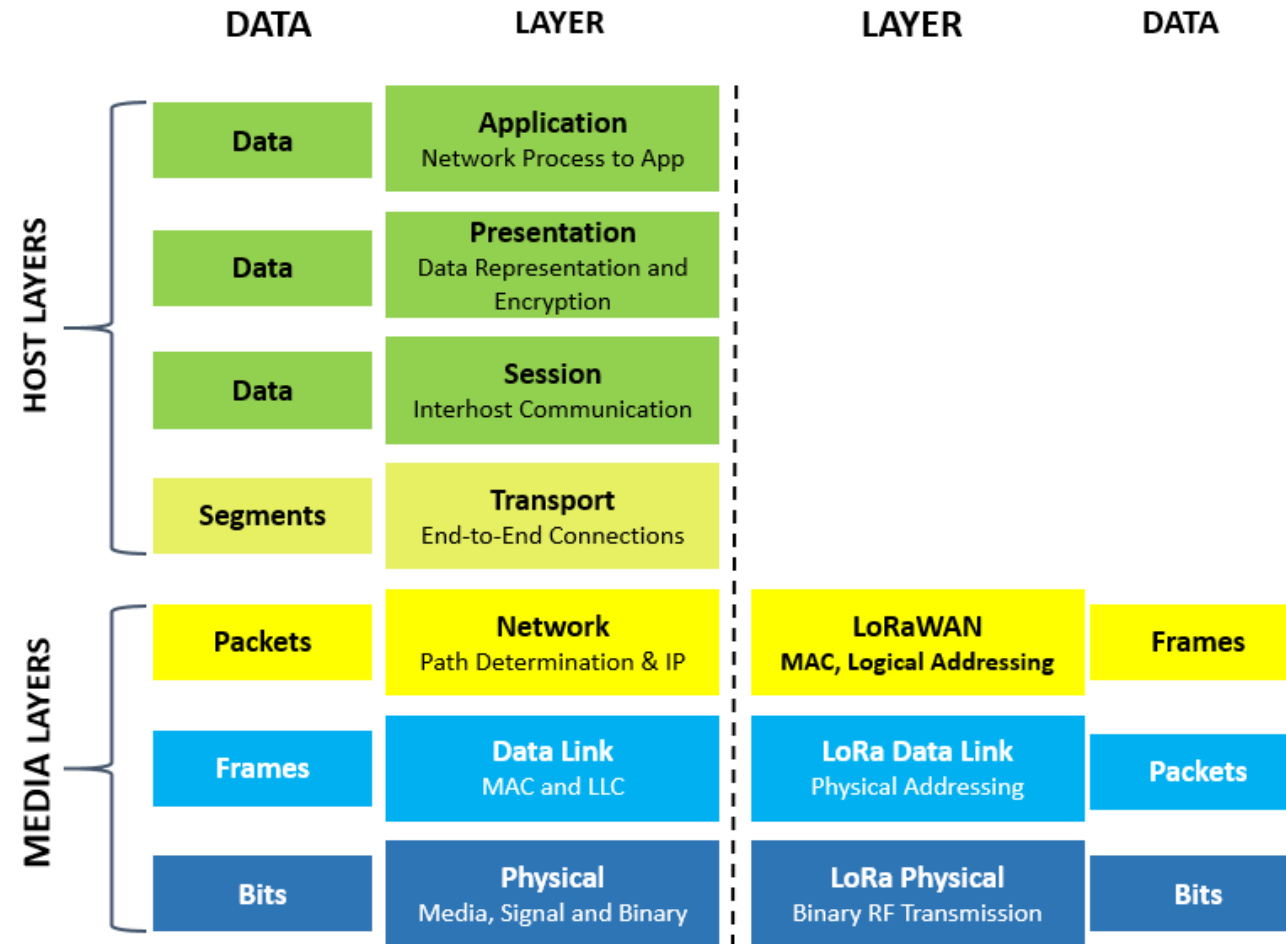 DATA LAYER LAYER DATA
HOST LAYERS
Data
Application
Network Process to App
Data
Presentation
Data Representation and
Encryption
Data
Session
Interhost Communication
Segments
Transport
End-to-End Connections
MEDIA LAYERS
Packets
Network
Path Determination & IP
LoRaWAN
MAC, Logical Addressing
Frames
Frames
Data Link
MAC and LLC
LoRa Data Link
Physical Addressing
Packets
Bits
Physical
Media, Signal and Binary
LoRa Physical
Binary RF Transmission
Bits